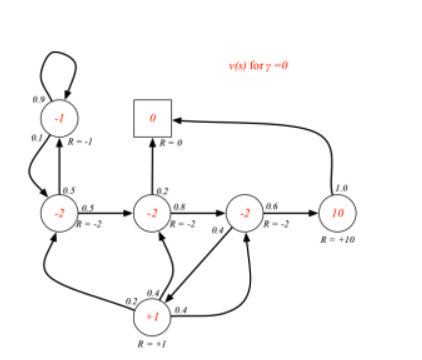 v(s) for γ =0
0.9
-1
0
0.1
R = -1
R = 0
0.5
0.2
-2
0.5
-2
0.8
-2
0.6
10
1.0
R = -2
R = -2
R = -2
0.4
R = +10
0.2
0.4
+1
0.4
R = +1